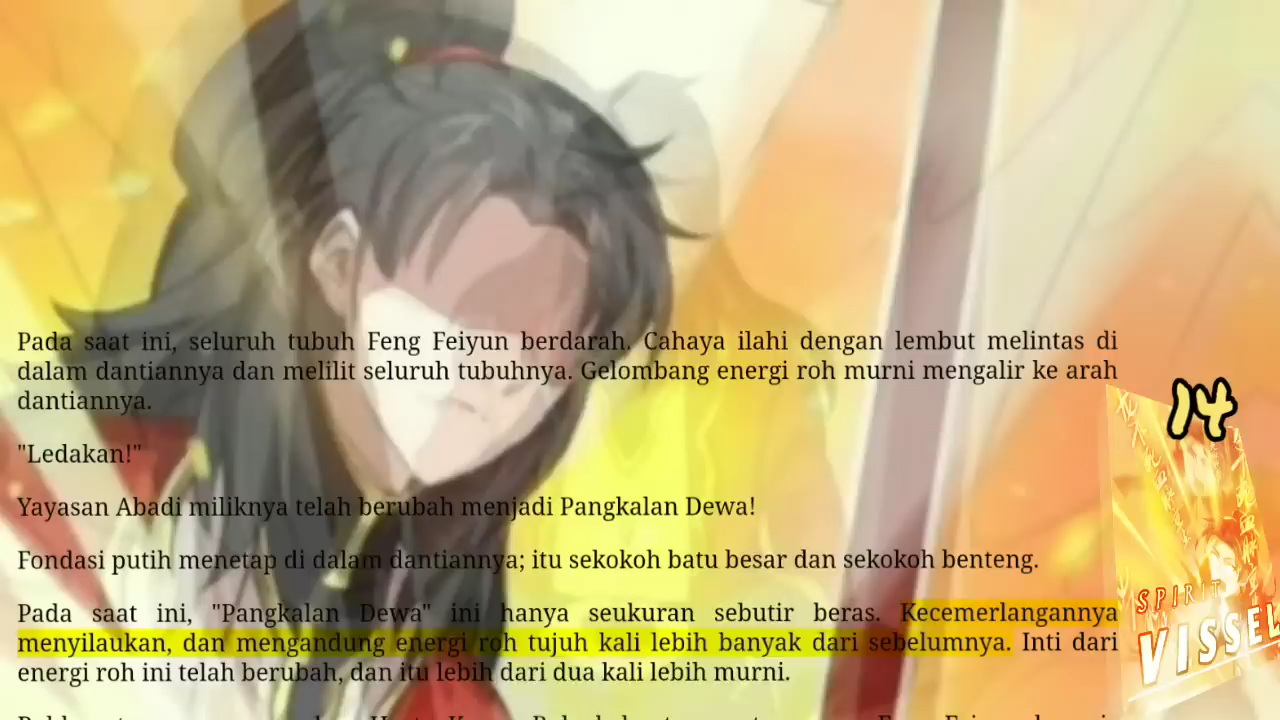 Pada saat ini, seluruh tubuh Feng Feiyun berdarah. Cahaya ilahi dengan lembut melintas di
dalam dantiannya dan melilit seluruh tubuhnya. Gelombang energi roh murni mengalir ke arah
dantiannya.
"Ledakan!"
Yayasan Abadi miliknya telah berubah menjadi Pangkalan Dewa!
Fondasi putih menetap di dalam dantiannya; itu sekokoh batu besar dan sekokoh benteng.
Pada saat ini, "Pangkalan Dewa" ini hanya seukuran sebutir beras. Kecemerlangannya
menyilaukan, dan mengandung energi roh tujuh kali lebih banyak dari sebelumnya. Inti dari
energi roh ini telah berubah, dan itu lebih dari dua kali lebih murni.
14
SPIRIT
VISSEL